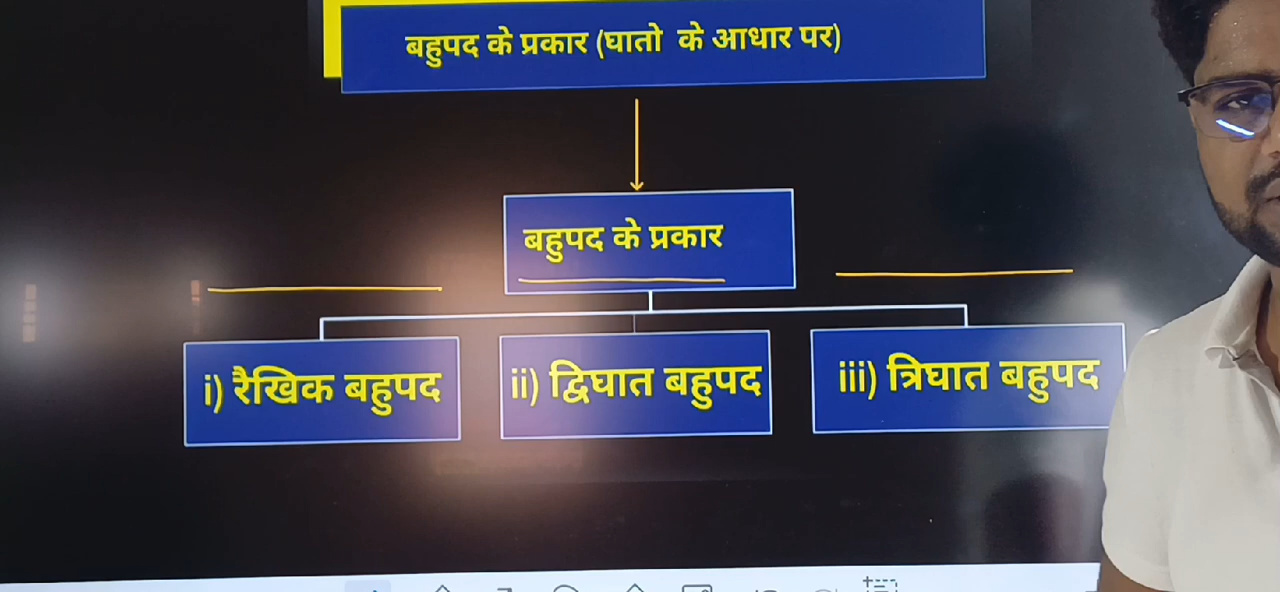 बहुपद के प्रकार (घातो के आधार पर)
बहुपद के प्रकार
i) रैखिक बहुपद
ii) द्विघात बहुपद
iii) त्रिघात बहुपद